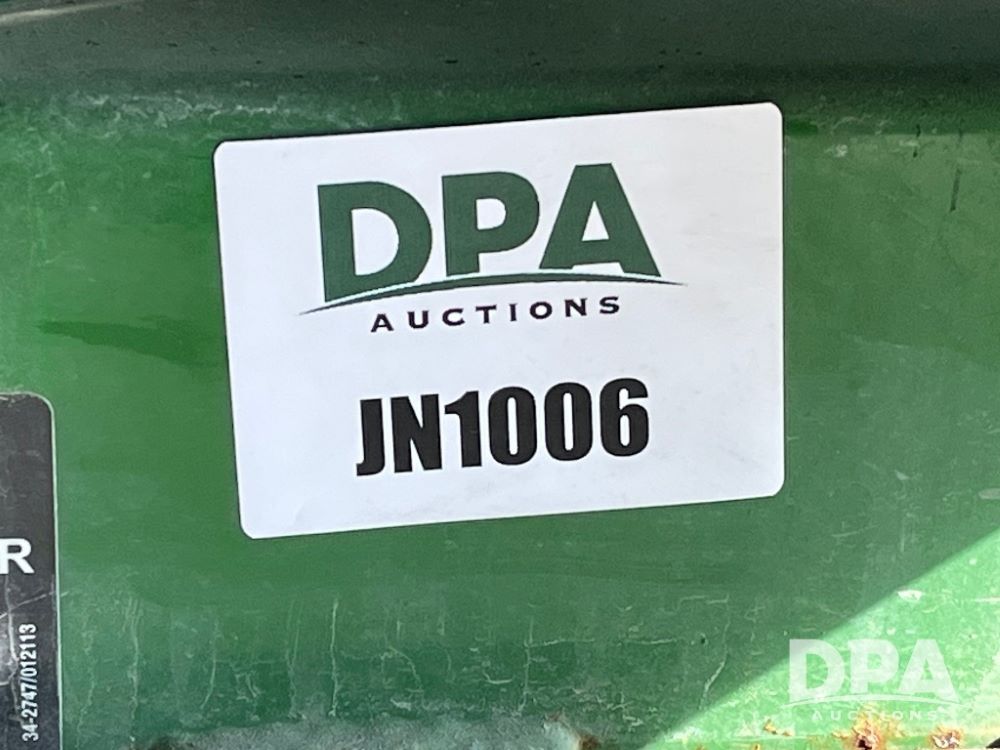 DPA
AUCTIONS
JN1006
R
34-2747/012113
DPA
AUCTIONS